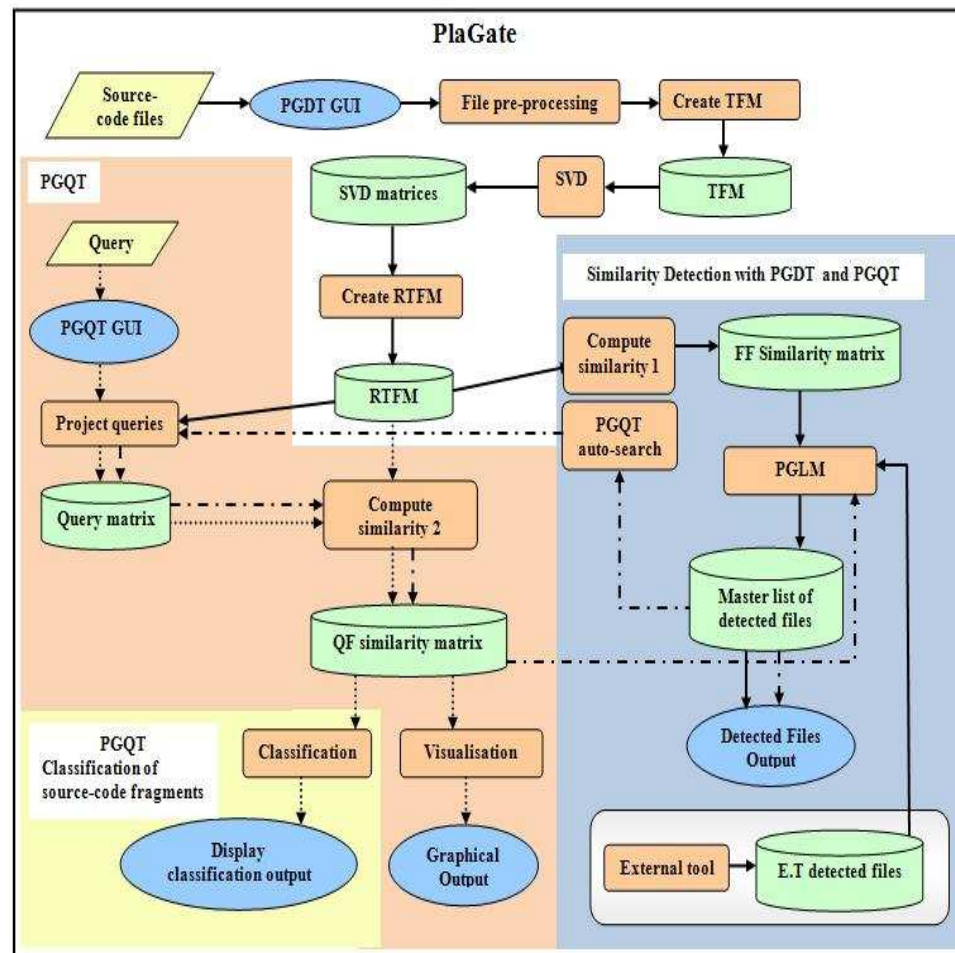 PlaGate
Source-
code files
PGDT GUI
File pre-processing
Create TFM
PGQT
SVD matrices
SVD
TFM
Query
Similarity Detection with PGDT and PGQT
Create RTFM
PGQT GUI
Compute
similarity 1
FF Similarity matrix
RTFM
Project queries
PGQT
auto-search
PGLM
Query matrix
Compute
similarity 2
Master list of
detected files
QF similarity matrix
PGQT
Classification of
source-code fragments
Classification
Visualisation
Detected Files
Output
Display
classification output
Graphical
Output
External tool
E.T detected files